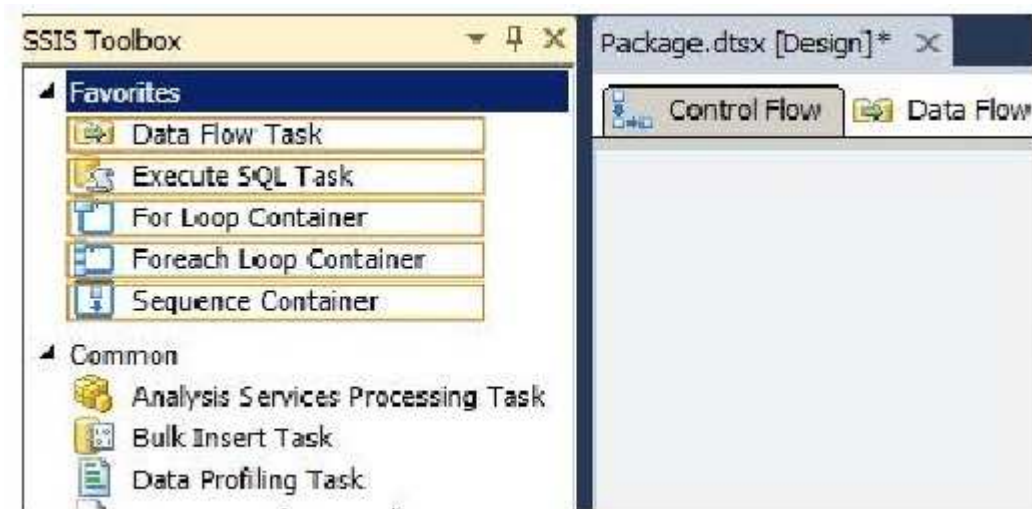 SSIS Toolbox
Package.dtsx [Design]*
Favorites
Control Flow
Data Flow
Data Flow Task
Execute SQL Task
For Loop Container
Foreach Loop Container
Sequence Container
Common
Analysis Services Processing Task
Bulk Insert Task
Data Profiling Task